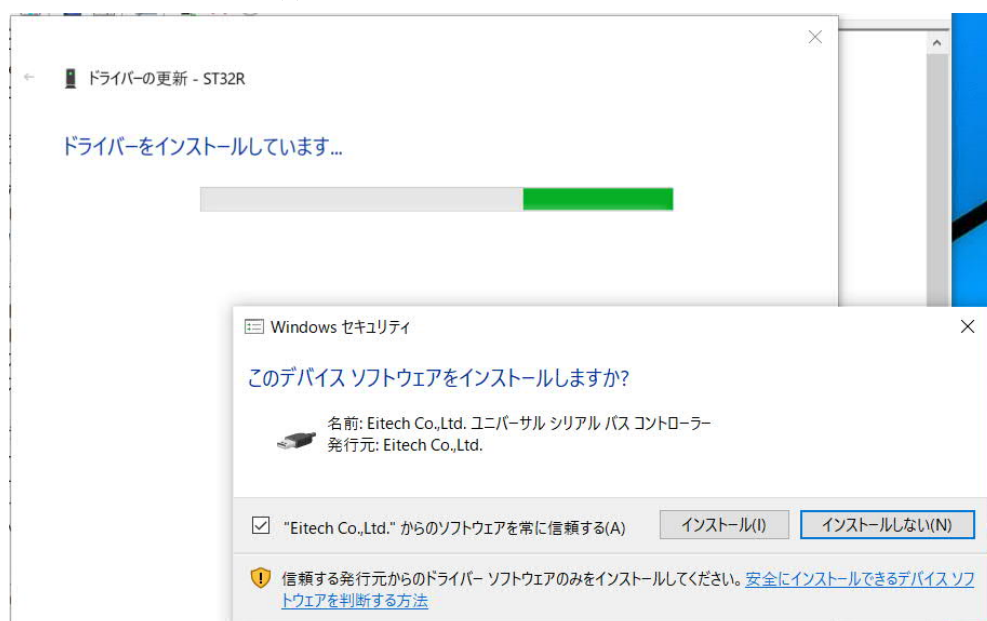 ドライバーの更新 - ST32R
ドライバーをインストールしています...
Windows セキュリティ
このデバイス ソフトウェアをインストールしますか?
名前: Eitech Co.,Ltd. ユニバーサル シリアル バス コントローラー
発行元: Eitech Co.,Ltd.
"Eitech Co.,Ltd." からのソフトウェアを常に信頼する(A)
インストール(I)
インストールしない(N)
信頼する発行元からのドライバー ソフトウェアのみをインストールしてください。安全にインストールできるデバイス ソフ
トウェアを判断する方法